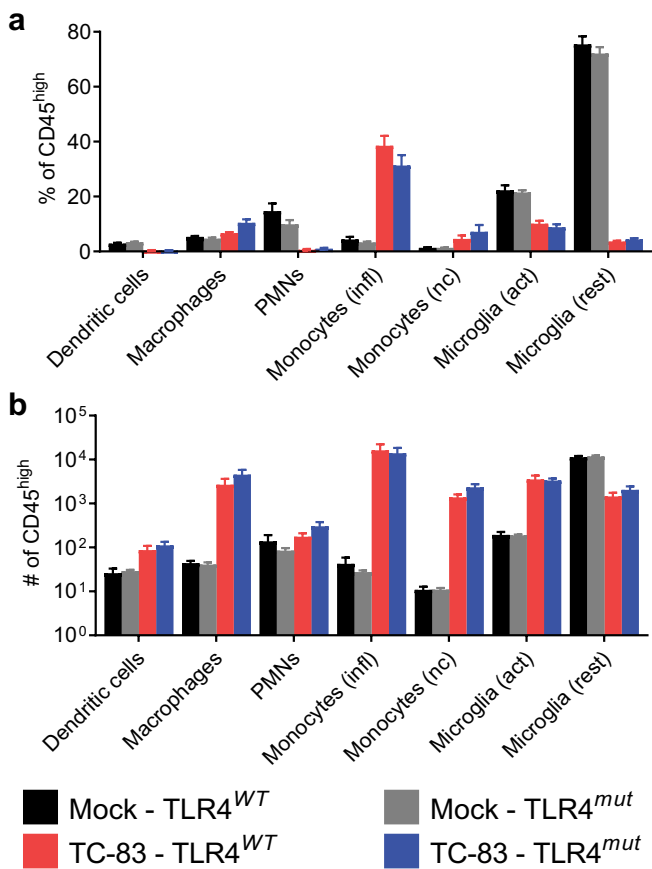 a
% of CD45high
80
60
40
20
0
Dendritic cells
Macrophages
PMNs
Monocytes (infl)
Monocytes (nc)
Microglia (act)
Microglia (rest)
b
# of CD45high
10⁵
10⁴
10³
10²
10¹
10⁰
Dendritic cells
Macrophages
PMNs
Monocytes (infl)
Monocytes (nc)
Microglia (act)
Microglia (rest)
Mock - TLR4WT
Mock - TLR4mut
TC-83 - TLR4WT
TC-83 - TLR4mut